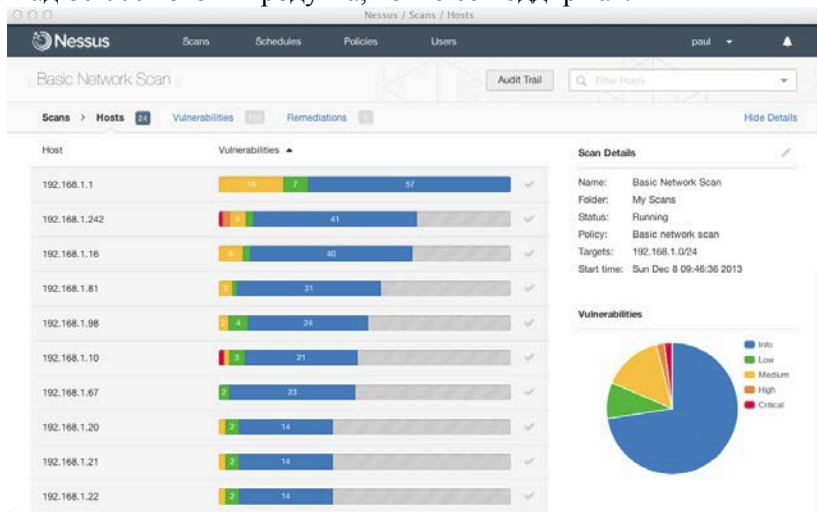 Nessus / Scans / Hosts
Nessus Scans Schedules Policies Users paul
Basic Network Scan Audit Trail Filter Hosts
Scans > Hosts 24 Vulnerabilities Remediations Hide Details
Host Vulnerabilities
192.168.1.1 7 57
192.168.1.242 4 41
192.168.1.16 40
192.168.1.81 31
192.168.1.98 4 24
192.168.1.10 3 21
192.168.1.67 2 23
192.168.1.20 2 14
192.168.1.21 2 14
192.168.1.22 2 14
Scan Details
Name: Basic Network Scan
Folder: My Scans
Status: Running
Policy: Basic network scan
Targets: 192.168.1.0/24
Start time: Sun Dec 8 09:46:36 2013
Vulnerabilities
Info
Low
Medium
High
Critical